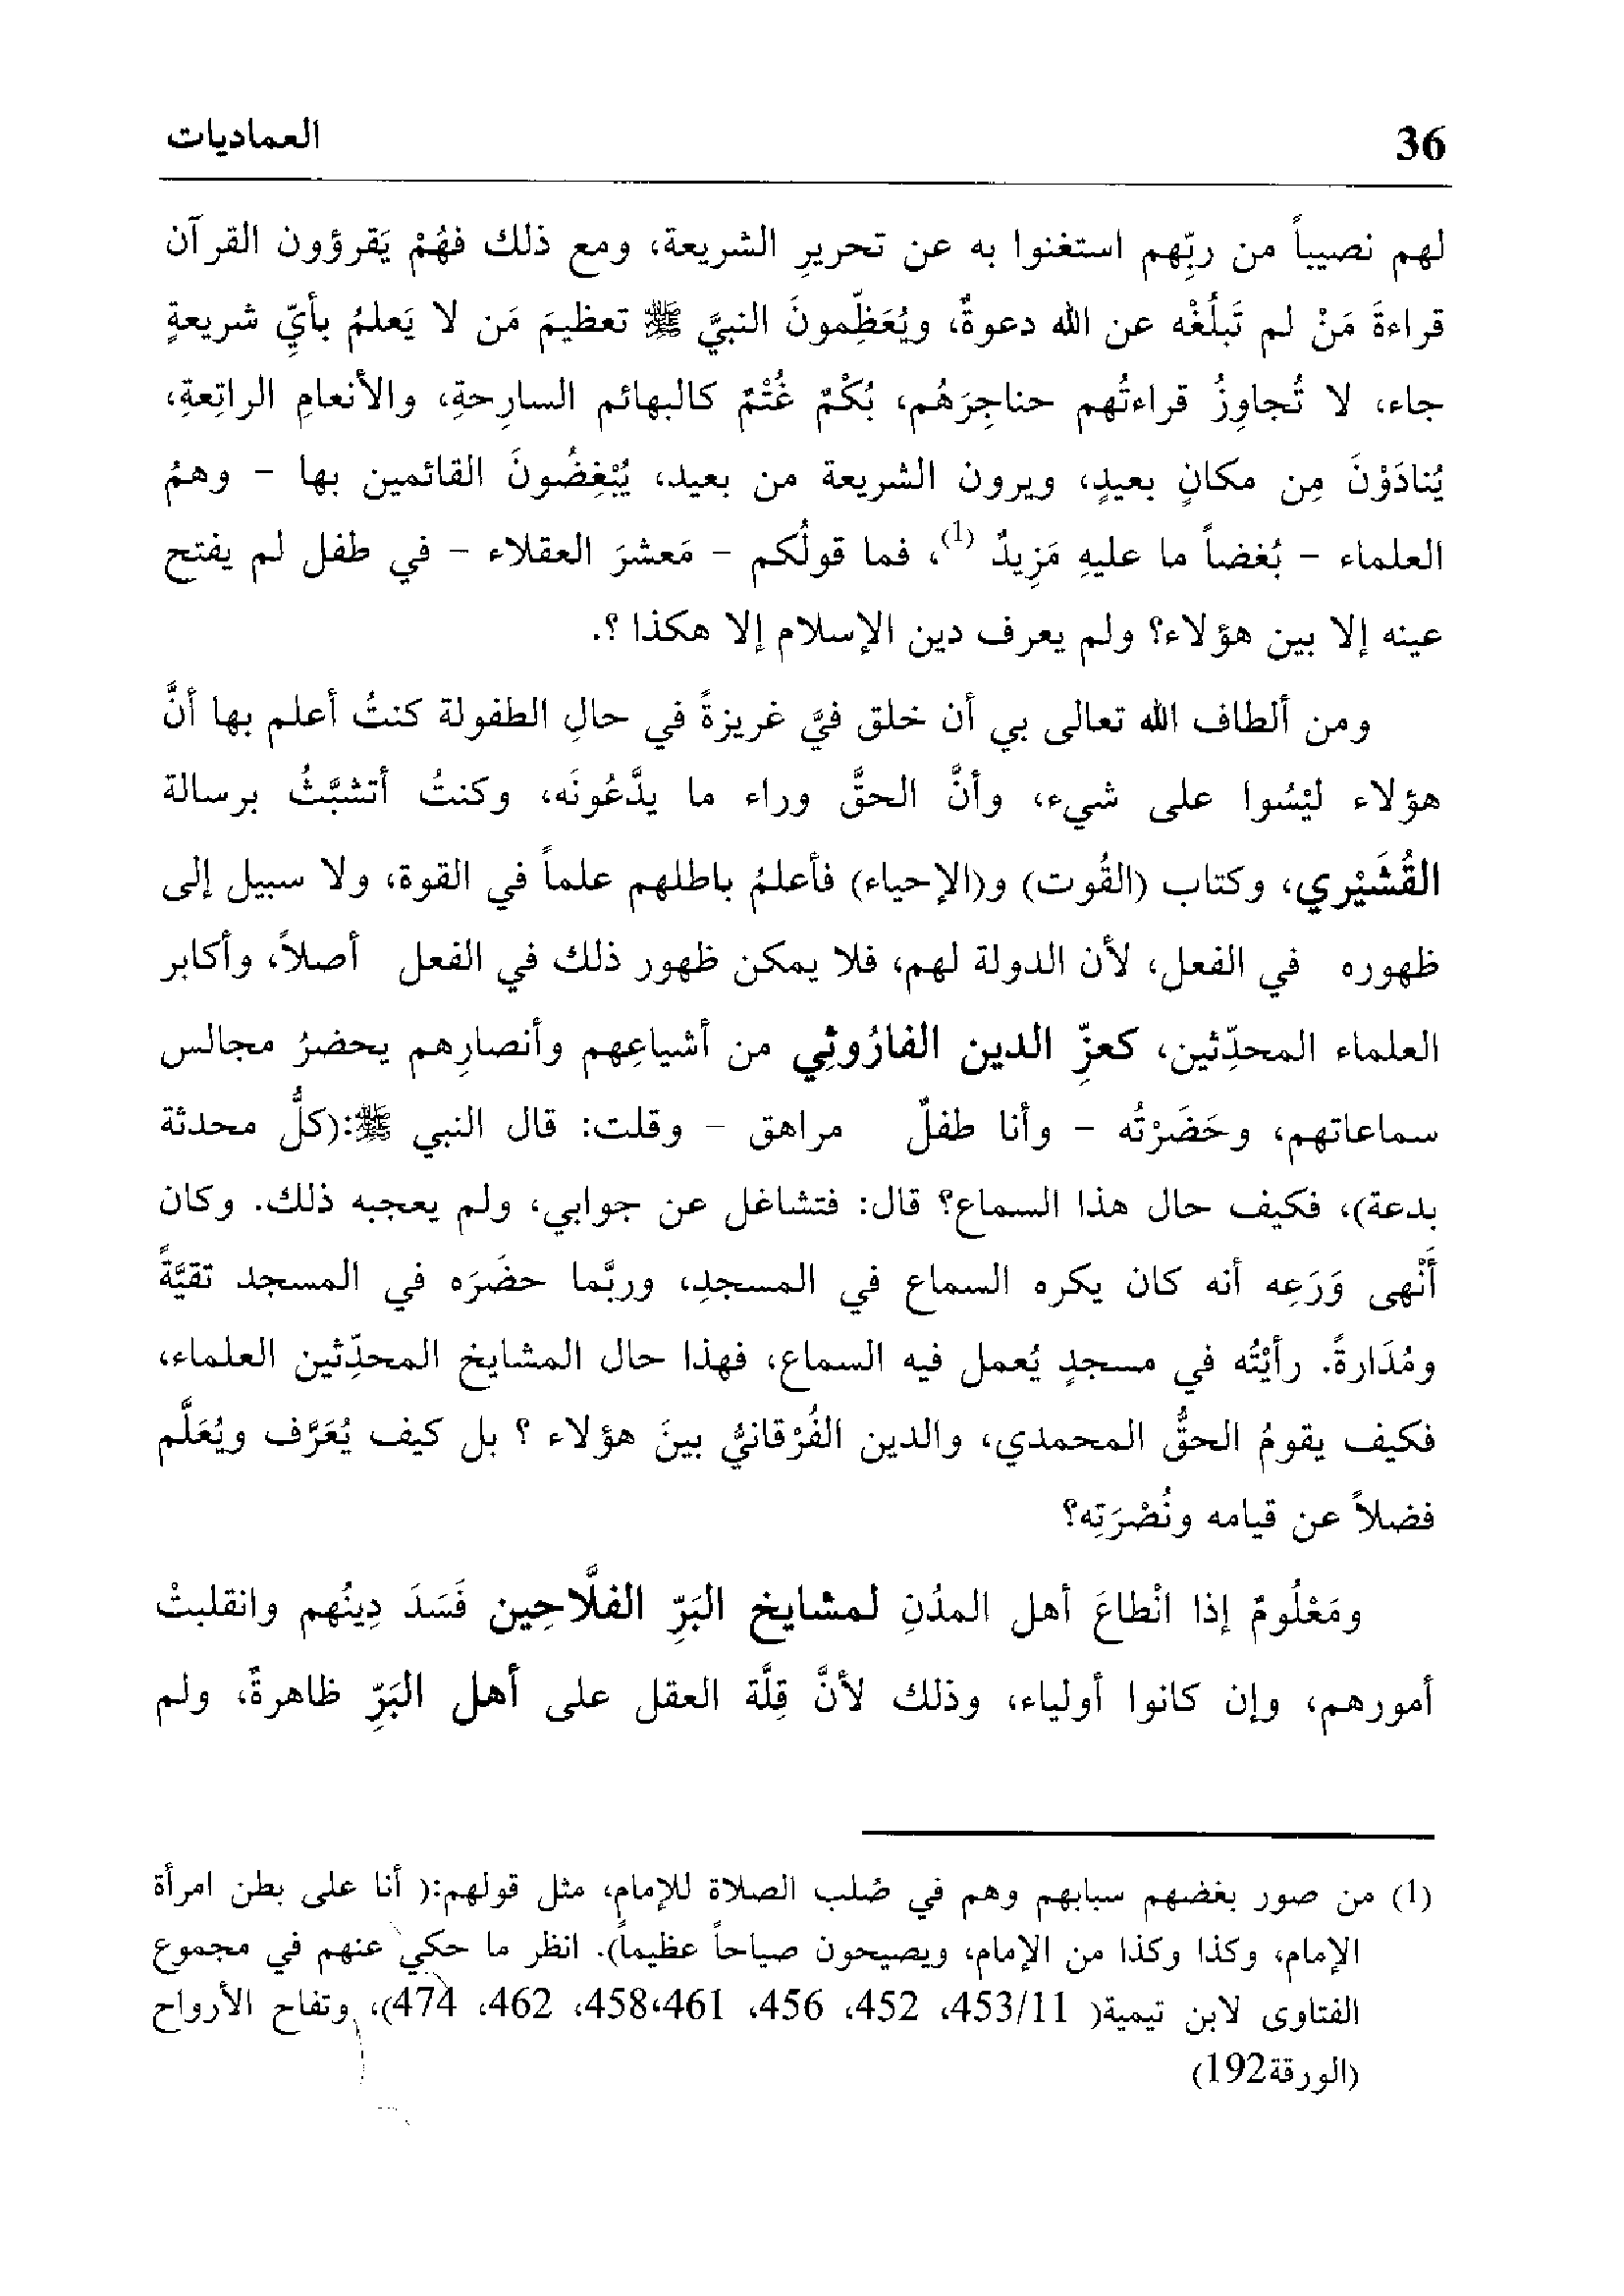 36 العماديات
لهم نصيباً من ربِّهم استغنوا به عن تحريرِ الشريعة، ومع ذلك فهُمْ يَقرؤون القرآن
قراءةَ مَنْ لم تَبلُغْه عن الله دعوةٌ، ويُعَظِّمونَ النبيَّ ﷺ تعظيمَ مَن لا يَعلمُ بأيِّ شريعةٍ
جاء، لا تُجاوِزُ قراءتُهم حناجِرَهُم، بُكْمٌ غُتْمٌ كالبهائم السارِحةِ، والأنعامِ الراتِعةِ،
يُنادَوْنَ مِن مكانٍ بعيدٍ، ويرون الشريعة من بعيد، يُبْغِضُونَ القائمين بها - وهمُ
العلماء - بُغضاً ما عليهِ مَزِيدٌ (1)، فما قولُكم - مَعشرَ العقلاء - في طفل لم يفتح
عينه إلا بين هؤلاء؟ ولم يعرف دين الإسلام إلا هكذا ؟.
ومن ألطاف الله تعالى بي أن خلق فيَّ غريزةً في حالِ الطفولة كنتُ أعلم بها أنَّ
هؤلاء ليْسُوا على شيء، وأنَّ الحقَّ وراء ما يدَّعُونَه، وكنتُ أتشبَّثُ برسالة
القُشَيْري، وكتاب (القُوت) و(الإحياء) فأعلمُ باطلهم علماً في القوة، ولا سبيل إلى
ظهوره في الفعل، لأن الدولة لهم، فلا يمكن ظهور ذلك في الفعل أصلاً، وأكابر
العلماء المحدِّثين، كعزِّ الدين الفارُوثِي من أشياعِهم وأنصارِهم يحضرُ مجالس
سماعاتهم، وحَضَرْتُه - وأنا طفلٌ مراهق - وقلت: قال النبي ﷺ:(كلُّ محدثة
بدعة)، فكيف حال هذا السماع؟ قال: فتشاغل عن جوابي، ولم يعجبه ذلك. وكان
أَنْهى وَرَعِه أنه كان يكره السماع في المسجدِ، وربَّما حضَرَه في المسجد تقيَّةً
ومُدَارةً. رأيْتُه في مسجدٍ يُعمل فيه السماع، فهذا حال المشايخ المحدِّثين العلماء،
فكيف يقومُ الحقُّ المحمدي، والدين الفُرْقانيُّ بينَ هؤلاء ؟ بل كيف يُعَرَّف ويُعَلَّم
فضلاً عن قيامه ونُصْرَتِه؟
ومَعْلُومٌ إذا انْطاعَ أهل المدُنِ لمشايخ البَرِّ الفلَّاحِين فَسَدَ دِينُهم وانقلبتْ
أمورهم، وإن كانوا أولياء، وذلك لأنَّ قِلَّة العقل على أهل البَرِّ ظاهرةٌ، ولم
(1) من صور بغضهم سبابهم وهم في صُلب الصلاة للإمام، مثل قولهم:( أنا على بطن امرأة
الإمام، وكذا وكذا من الإمام، ويصيحون صياحاً عظيماً). انظر ما حكي عنهم في مجموع
الفتاوى لابن تيمية( 453/11، 452، 456، 458،461، 462، 474)، وتفاح الأرواح
(الورقة192)